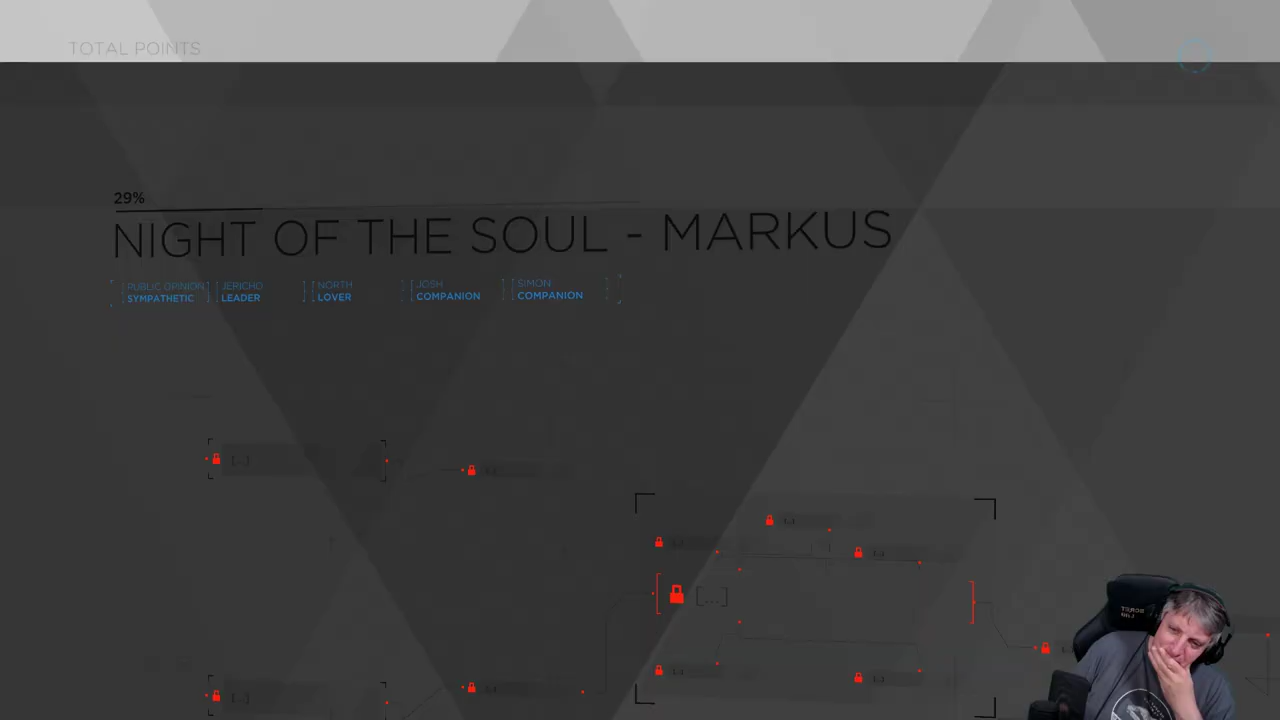 TOTAL POINTS
29%
NIGHT OF THE SOUL - MARKUS
PUBLIC OPINION JERICHO NORTH JOSH SIMON
SYMPATHETIC LEADER LOVER COMPANION COMPANION
[...]
[...]
[...]